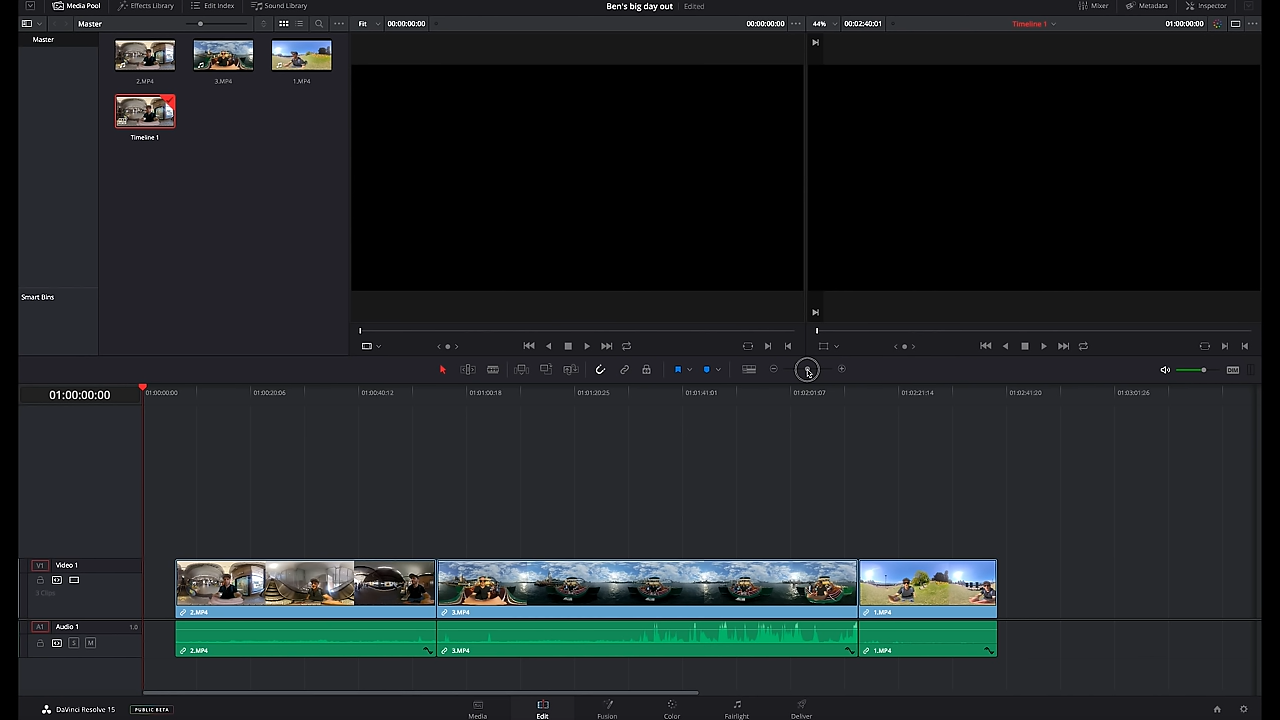 Media Pool Effects Library Edit Index Sound Library Ben's big day out Edited Mixer Metadata Inspector
Master Fit 00:00:00:00 00:00:00:00 44% 00:02:40:01 Timeline 1 01:00:00:00
Master
2.MP4 3.MP4 1.MP4
Timeline 1
Smart Bins
DIM
01:00:00:00 01:00:00:00 01:00:20:06 01:00:40:12 01:01:00:18 01:01:20:25 01:01:41:01 01:02:01:07 01:02:21:14 01:02:41:20 01:03:01:26
V1 Video 1
3 Clips
2.MP4 3.MP4 1.MP4
A1 Audio 1 1.0
S M
2.MP4 3.MP4 1.MP4
DaVinci Resolve 15 PUBLIC BETA Media Edit Fusion Color Fairlight Deliver